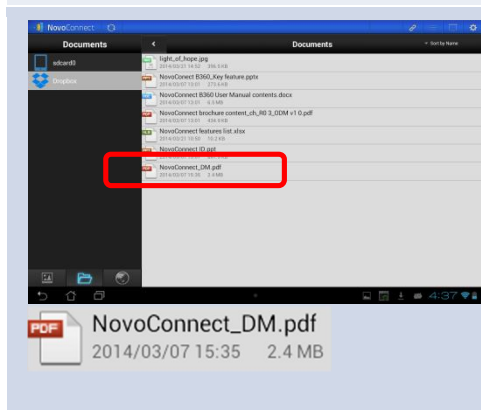 NovoConnect
Documents
Documents
Sort by Name
sdcard0
Dropbox
light_of_hope.jpg
NovoConnect B360_Key feature.pptx
NovoConnect B360 User Manual contents.docx
NovoConnect brochure content_ch_R0 3_ODM v1 0.pdf
NovoConnect features list.xlsx
NovoConnect ID.ppt
NovoConnect_DM.pdf
2014/03/07 15:35 2.4 MB
4:37
PDF
NovoConnect_DM.pdf
2014/03/07 15:35 2.4 MB